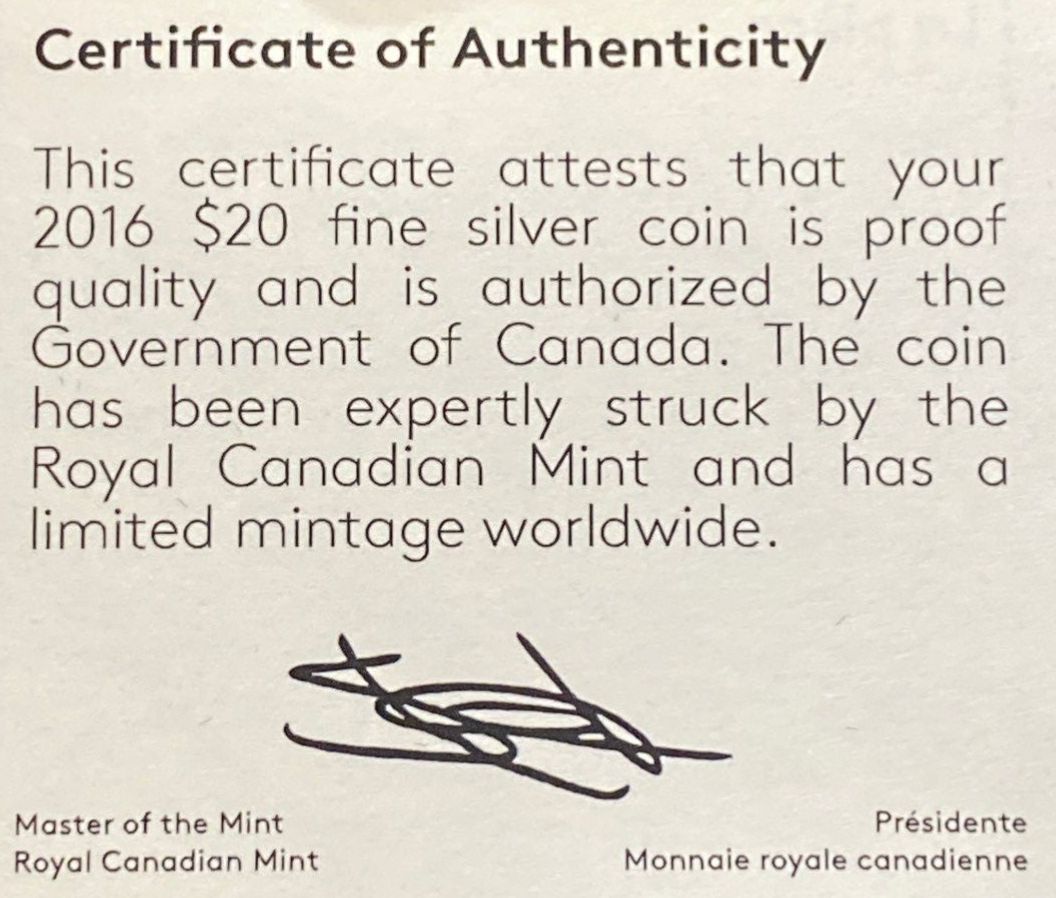 Certificate of Authenticity
This certificate attests that your
2016 $20 fine silver coin is proof
quality and is authorized by the
Government of Canada. The coin
has been expertly struck by the
Royal Canadian Mint and has a
limited mintage worldwide.
Master of the Mint
Royal Canadian Mint
Présidente
Monnaie royale canadienne